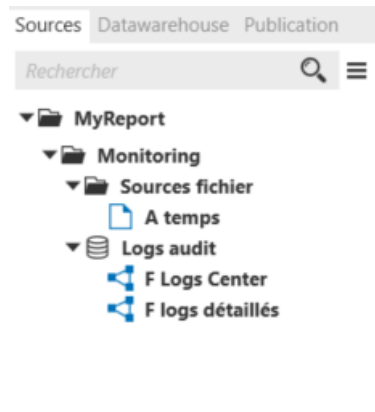 Sources Datawarehouse Publication
Rechercher
MyReport
Monitoring
Sources fichier
A temps
Logs audit
F Logs Center
F logs détaillés